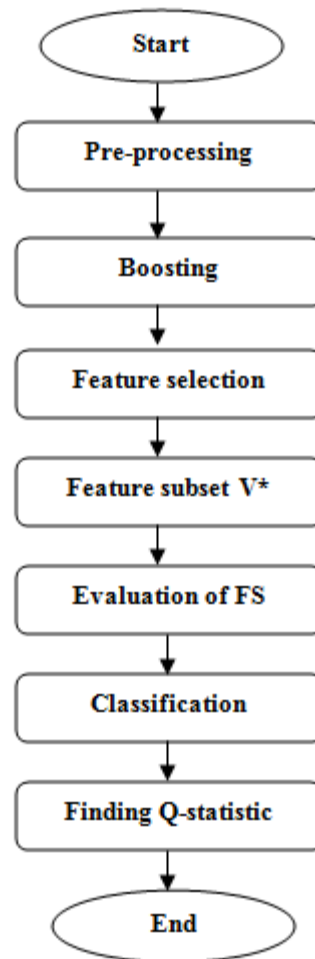 Start
Pre-processing
Boosting
Feature selection
Feature subset V*
Evaluation of FS
Classification
Finding Q-statistic
End